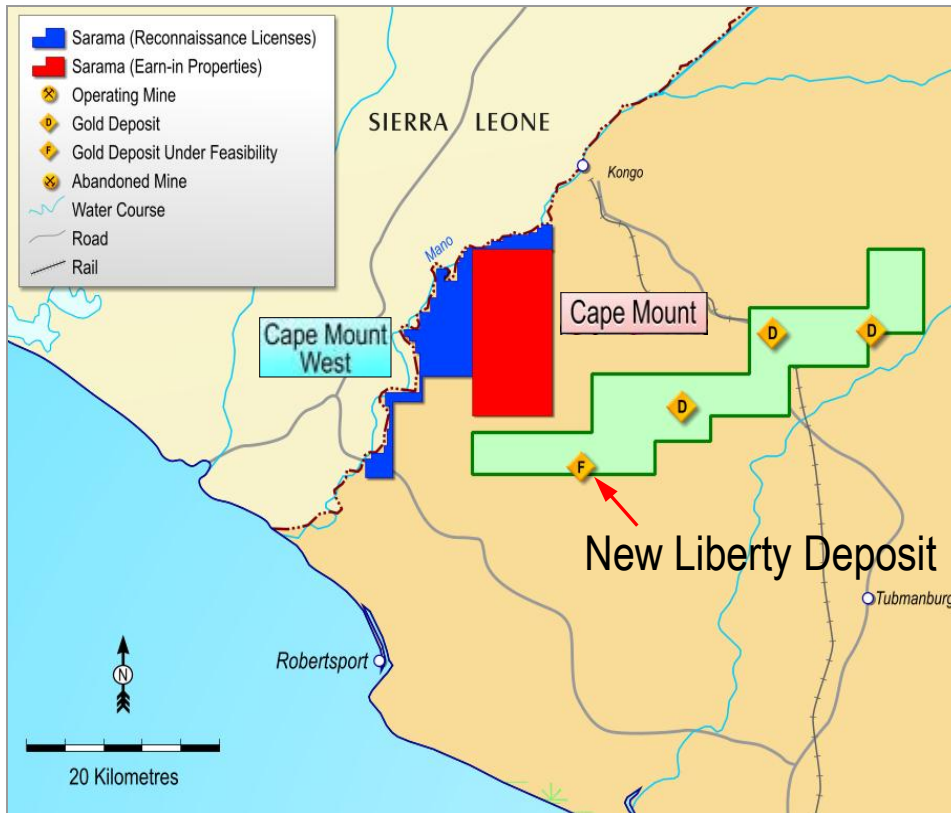 Sarama (Reconnaissance Licenses)
Sarama (Earn-in Properties)
Operating Mine
D
Gold Deposit
F
Gold Deposit Under Feasibility
Abandoned Mine
Water Course
Road
Rail
SIERRA LEONE
Kongo
Mano
Cape Mount
West
Cape Mount
D
D
D
F
New Liberty Deposit
Tubmanburg
Robertsport
N
20 Kilometres